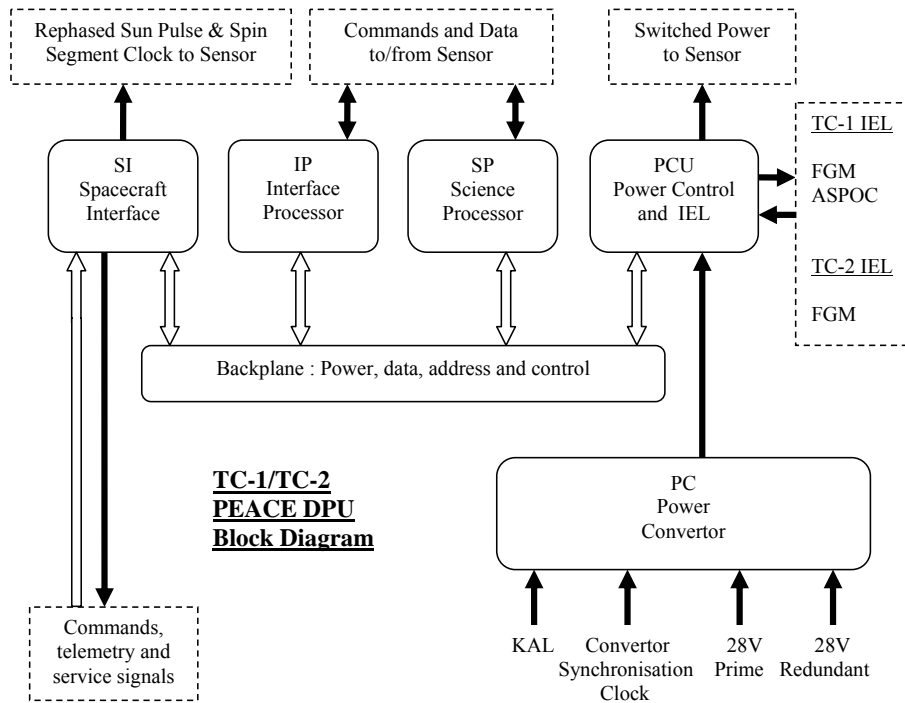 Rephased Sun Pulse & Spin
Segment Clock to Sensor
Commands and Data
to/from Sensor
Switched Power
to Sensor
SI
Spacecraft
Interface
IP
Interface
Processor
SP
Science
Processor
PCU
Power Control
and IEL
TC-1 IEL
FGM
ASPOC
TC-2 IEL
FGM
Backplane : Power, data, address and control
TC-1/TC-2
PEACE DPU
Block Diagram
PC
Power
Convertor
Commands,
telemetry and
service signals
KAL
Convertor
Synchronisation
Clock
28V
Prime
28V
Redundant